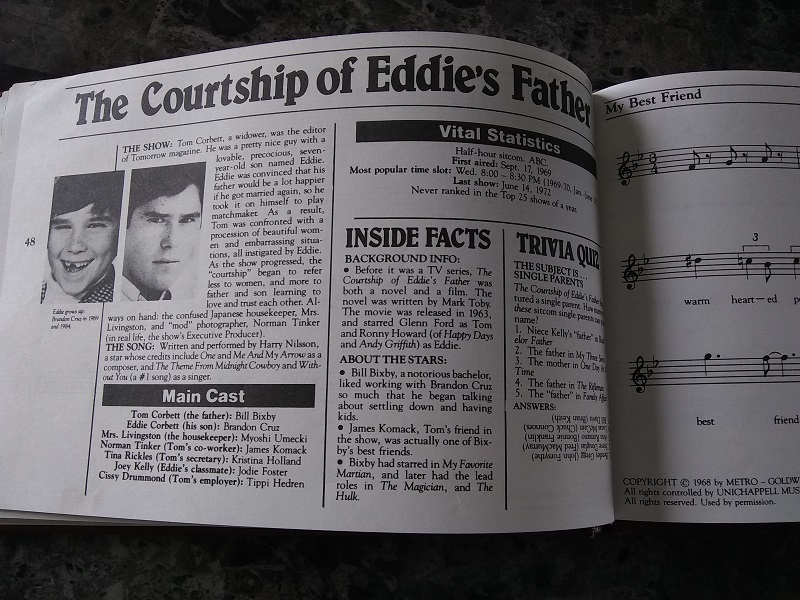 The Courtship of Eddie's Father
THE SHOW: Tom Corbett, a widower, was the editor
of Tomorrow magazine. He was a pretty nice guy with a
lovable, precocious, seven-
year-old son named Eddie.
Eddie was convinced that his
father would be a lot happier
if he got married again, so he
took it on himself to play
matchmaker. As a result,
Tom was confronted with a
procession of beautiful wom-
en and embarrassing situa-
tions, all instigated by Eddie.
As the show progressed, the
"courtship" began to refer
less to women, and more to
father and son learning to
love and trust each other. Al-
ways on hand: the confused Japanese housekeeper, Mrs.
Livingston, and "mod" photographer, Norman Tinker
(in real life, the show's Executive Producer).
THE SONG: Written and performed by Harry Nilsson,
a star whose credits include One and Me And My Arrow as a
composer, and The Theme From Midnight Cowboy and With-
out You (a #1 song) as a singer.
48
Eddie grows up:
Brandon Cruz in 1969
and 1984.
Main Cast
Tom Corbett (the father): Bill Bixby
Eddie Corbett (his son): Brandon Cruz
Mrs. Livingston (the housekeeper): Myoshi Umecki
Norman Tinker (Tom's co-worker): James Komack
Tina Rickles (Tom's secretary): Kristina Holland
Joey Kelly (Eddie's classmate): Jodie Foster
Cissy Drummond (Tom's employer): Tippi Hedren
Vital Statistics
Half-hour sitcom. ABC.
First aired: Sept. 17, 1969
Most popular time slot: Wed. 8:00 - 8:30 PM (1969-70, Jan.-June
Last show: June 14, 1972
Never ranked in the Top 25 shows of a year.
INSIDE FACTS
BACKGROUND INFO:
• Before it was a TV series, The
Courtship of Eddie's Father was
both a novel and a film. The
novel was written by Mark Toby.
The movie was released in 1963,
and starred Glenn Ford as Tom
and Ronny Howard (of Happy Days
and Andy Griffith) as Eddie.
ABOUT THE STARS:
• Bill Bixby, a notorious bachelor,
liked working with Brandon Cruz
so much that he began talking
about settling down and having
kids.
• James Komack, Tom's friend in
the show, was actually one of Bix-
by's best friends.
• Bixby had starred in My Favorite
Martian, and later had the lead
roles in The Magician, and The
Hulk.
TRIVIA QUIZ
THE SUBJECT IS . . .
SINGLE PARENTS
The Courtship of Eddie's Father
tured a single parent. How many
these sitcom single parents can
name?
1. Niece Kelly's "father" in
elor Father
2. The father in My Three
3. The mother in One Day At
Time
4. The father in The Rifleman
5. The "father" in Family Affair
ANSWERS:
(John Forsythe)
(Fred MacMurray)
Bonnie Franklin
(Chuck Connors)
(Brian Keith)
My Best Friend
3
4
3
warm heart-ed
best friend
COPYRIGHT © 1968 by METRO - GOLDW
All rights controlled by UNICHAPPELL MUS
All rights reserved. Used by permission.